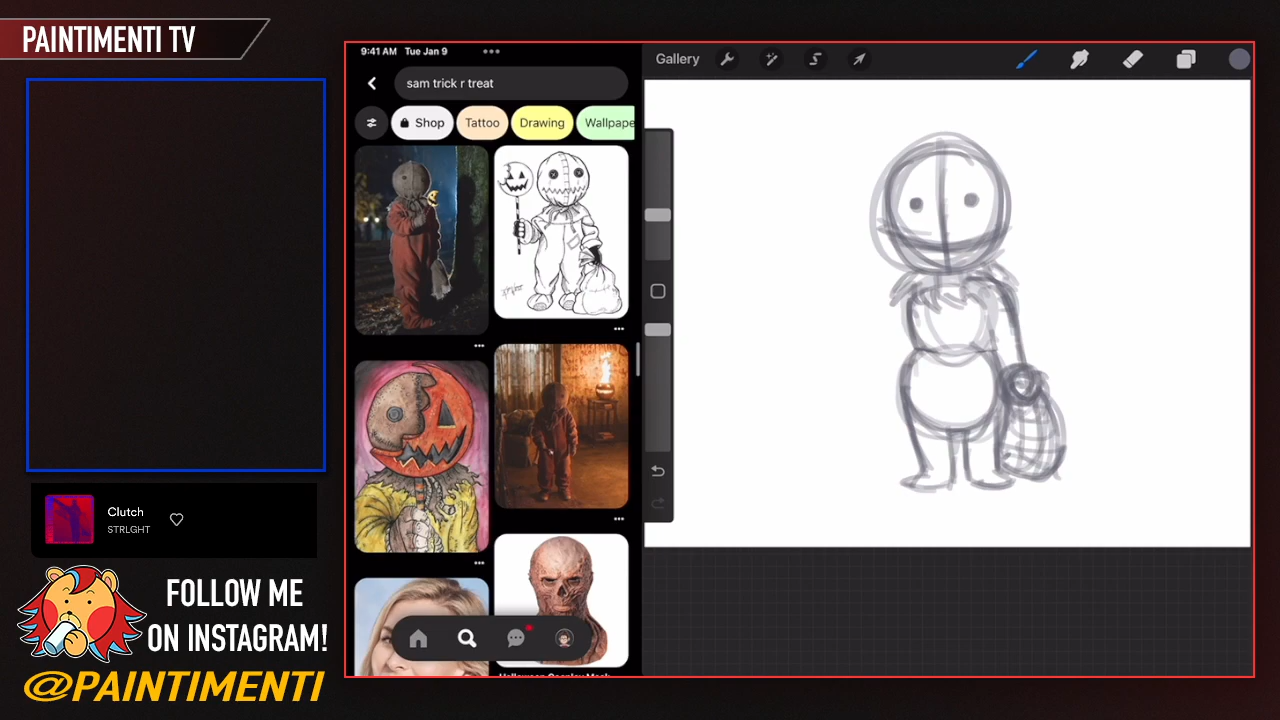 PAINTIMENTI TV
9:41 AM Tue Jan 9
sam trick r treat
Shop
Tattoo
Drawing
Wallpape
Gallery
Clutch
STRLGHT
FOLLOW ME
ON INSTAGRAM!
@PAINTIMENTI